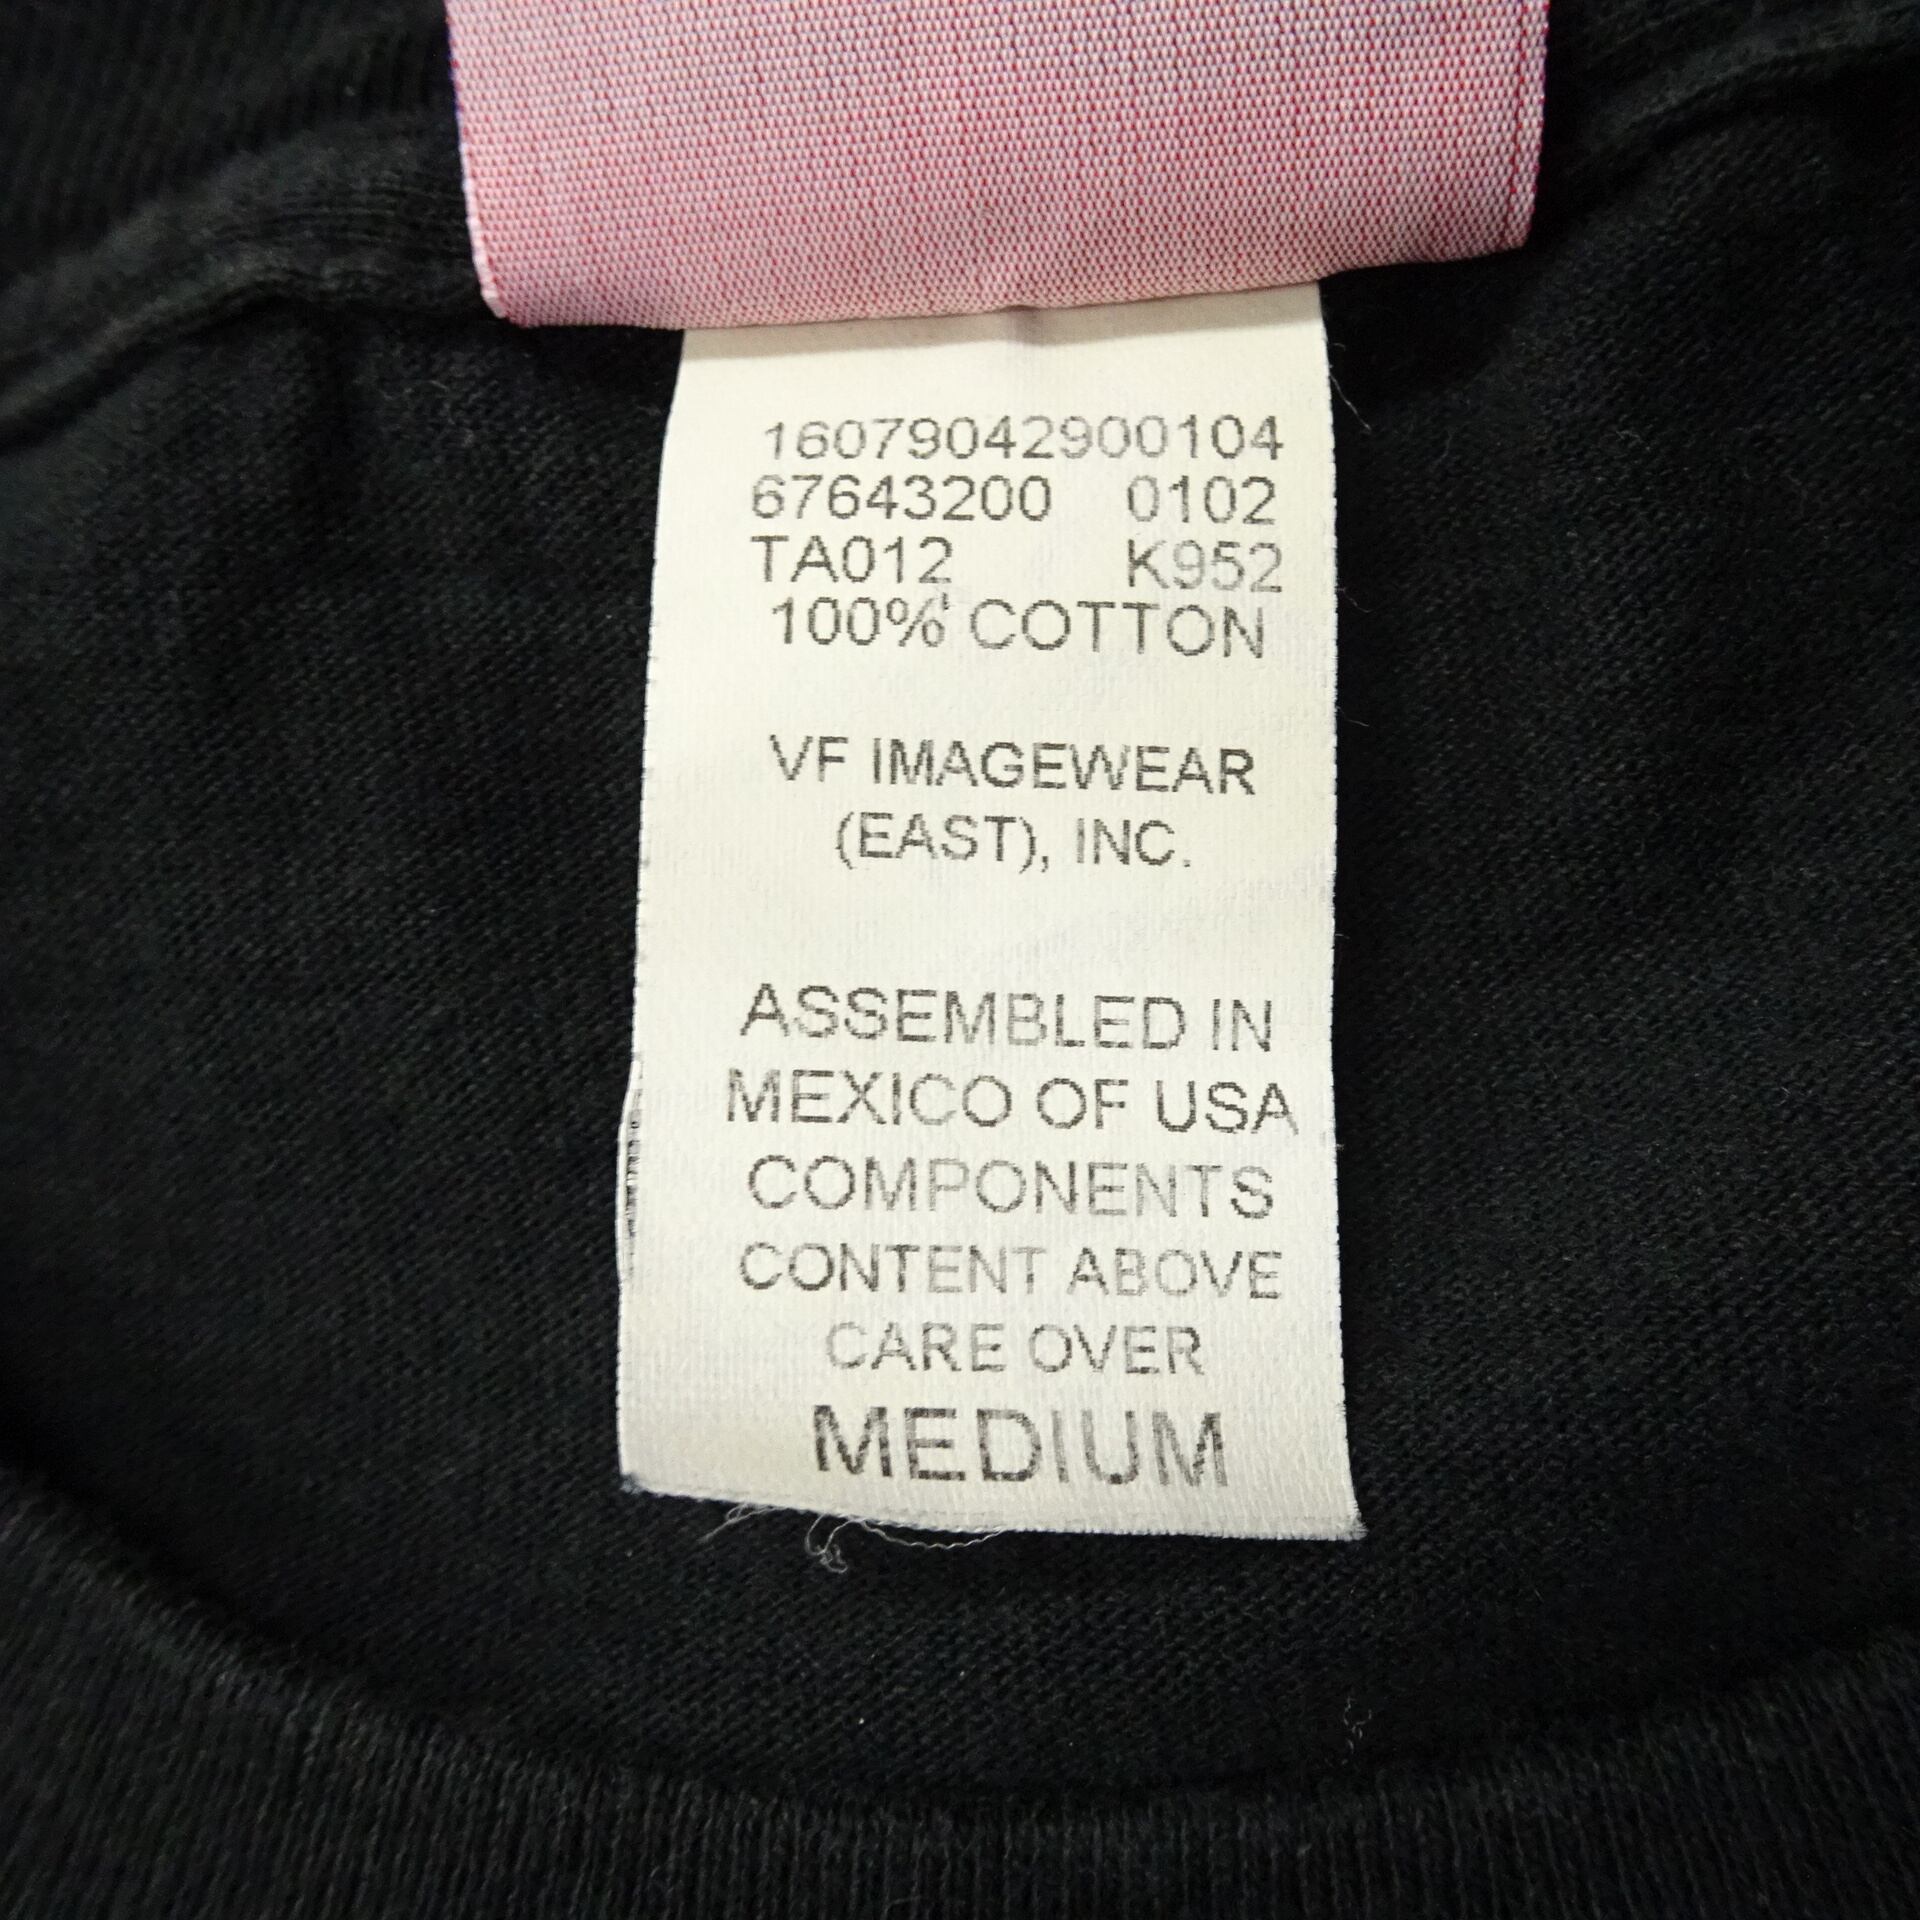 16079042900104
67643200 0102
TA012 K952
100% COTTON
VF IMAGEWEAR
(EAST), INC.
ASSEMBLED IN
MEXICO OF USA
COMPONENTS
CONTENT ABOVE
CARE OVER
MEDIUM